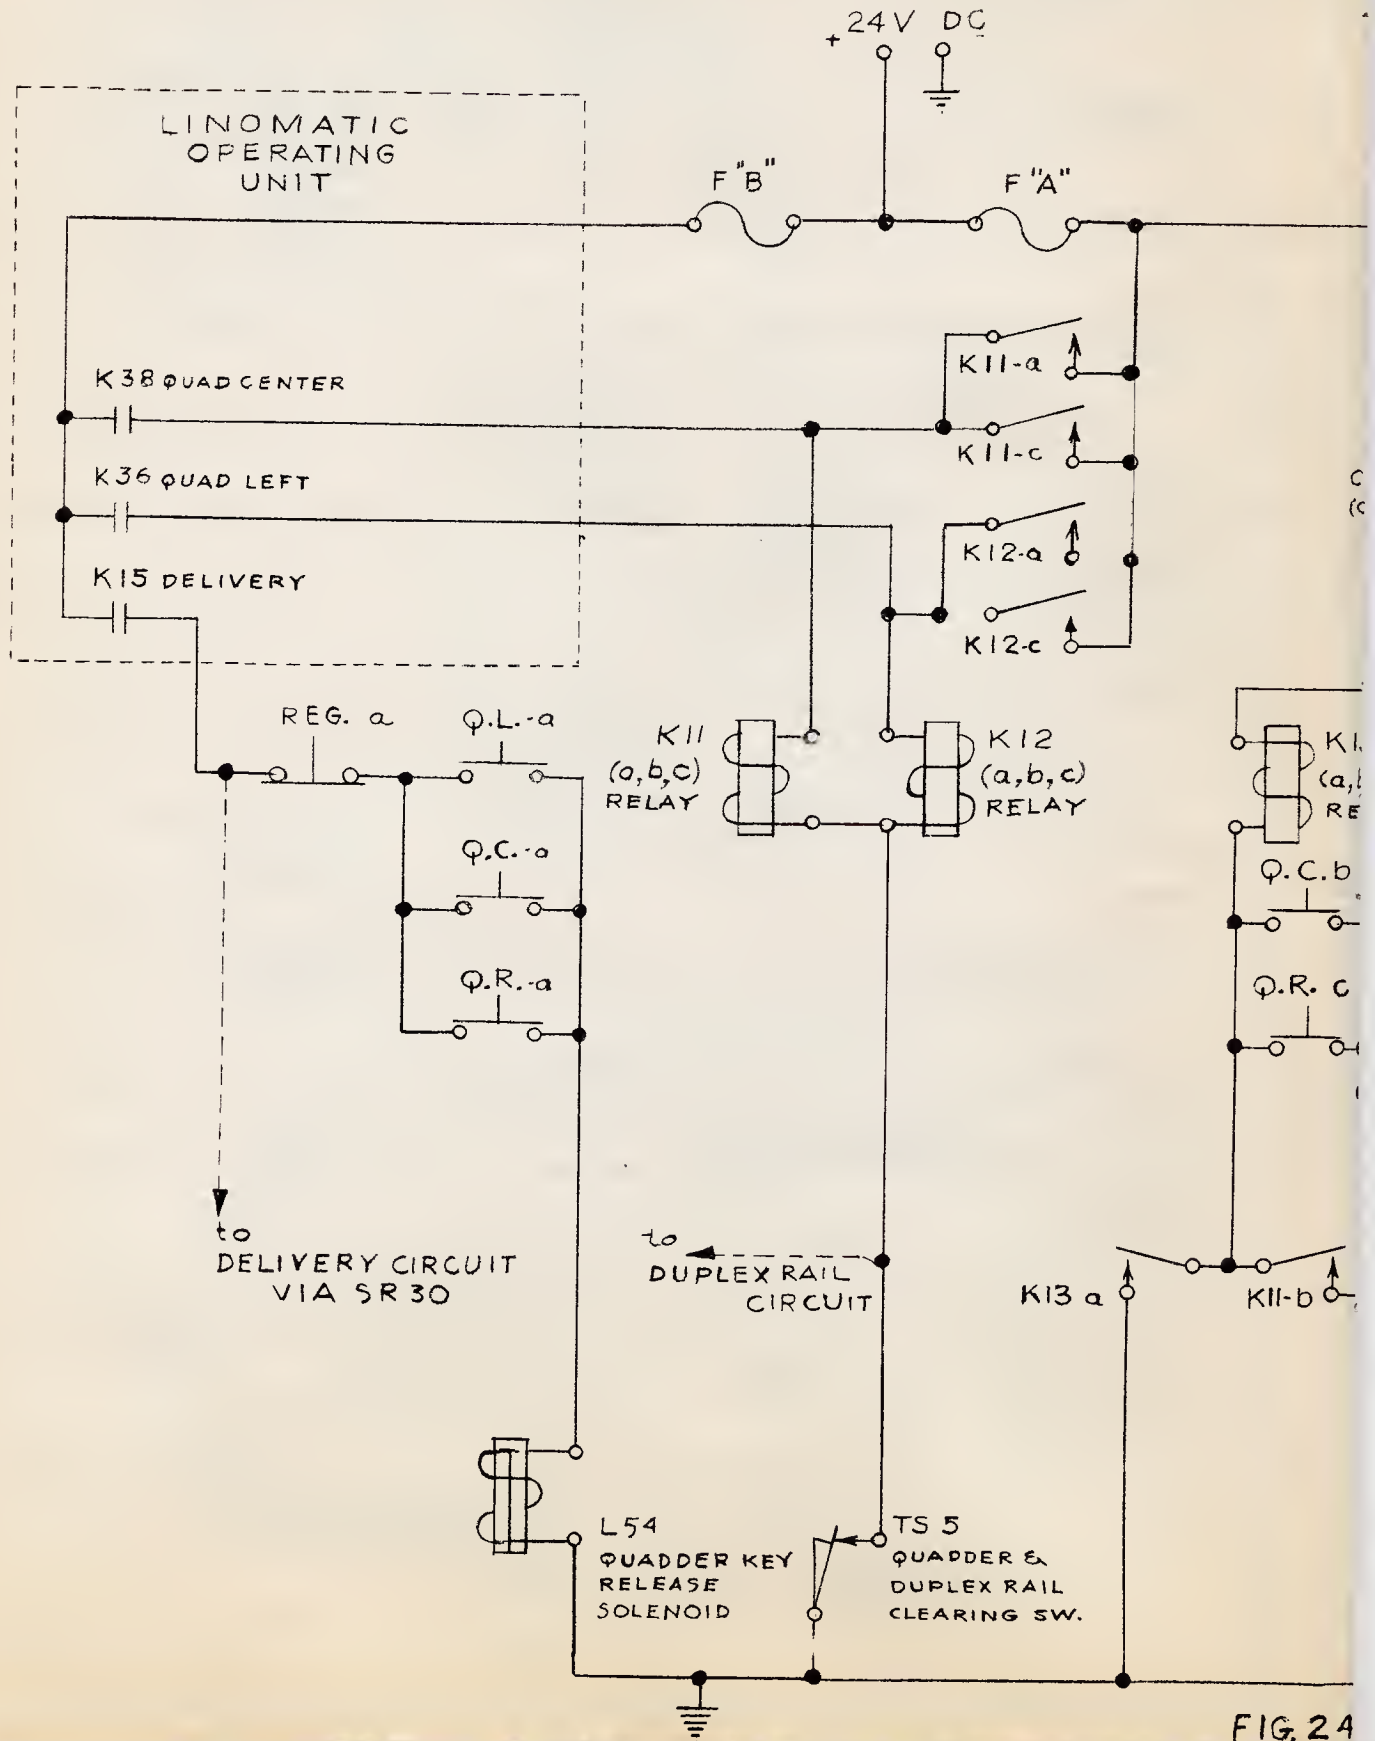 + 24V DC
LINOMATIC
OPERATING
UNIT
F "B"
F "A"
K11-a
K38 QUAD CENTER
K11-c
K36 QUAD LEFT
K12-a
K15 DELIVERY
K12-c
REG. a
Q.L.-a
K11
(a,b,c)
RELAY
K12
(a,b,c)
RELAY
Q.C.-a
Q.C.b
Q.R.-a
Q.R. c
to
DELIVERY CIRCUIT
VIA SR30
to
DUPLEX RAIL
CIRCUIT
K13 a
K11-b
L54
QUADDER KEY
RELEASE
SOLENOID
TS 5
QUADDER &
DUPLEX RAIL
CLEARING SW.
FIG. 24